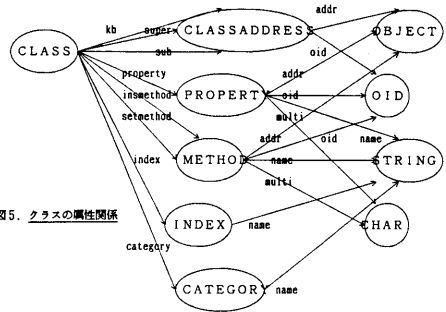 addr
kb
super
CLASSADDRESS
OBJECT
CLASS
sub
oid
property
addr
PROPERT
oid
OID
insmethod
multi
setmethod
addr
oid
name
METHOD
name
STRING
index
multi
図5. クラスの属性関係
INDEX
name
CHAR
category
CATEGOR
name